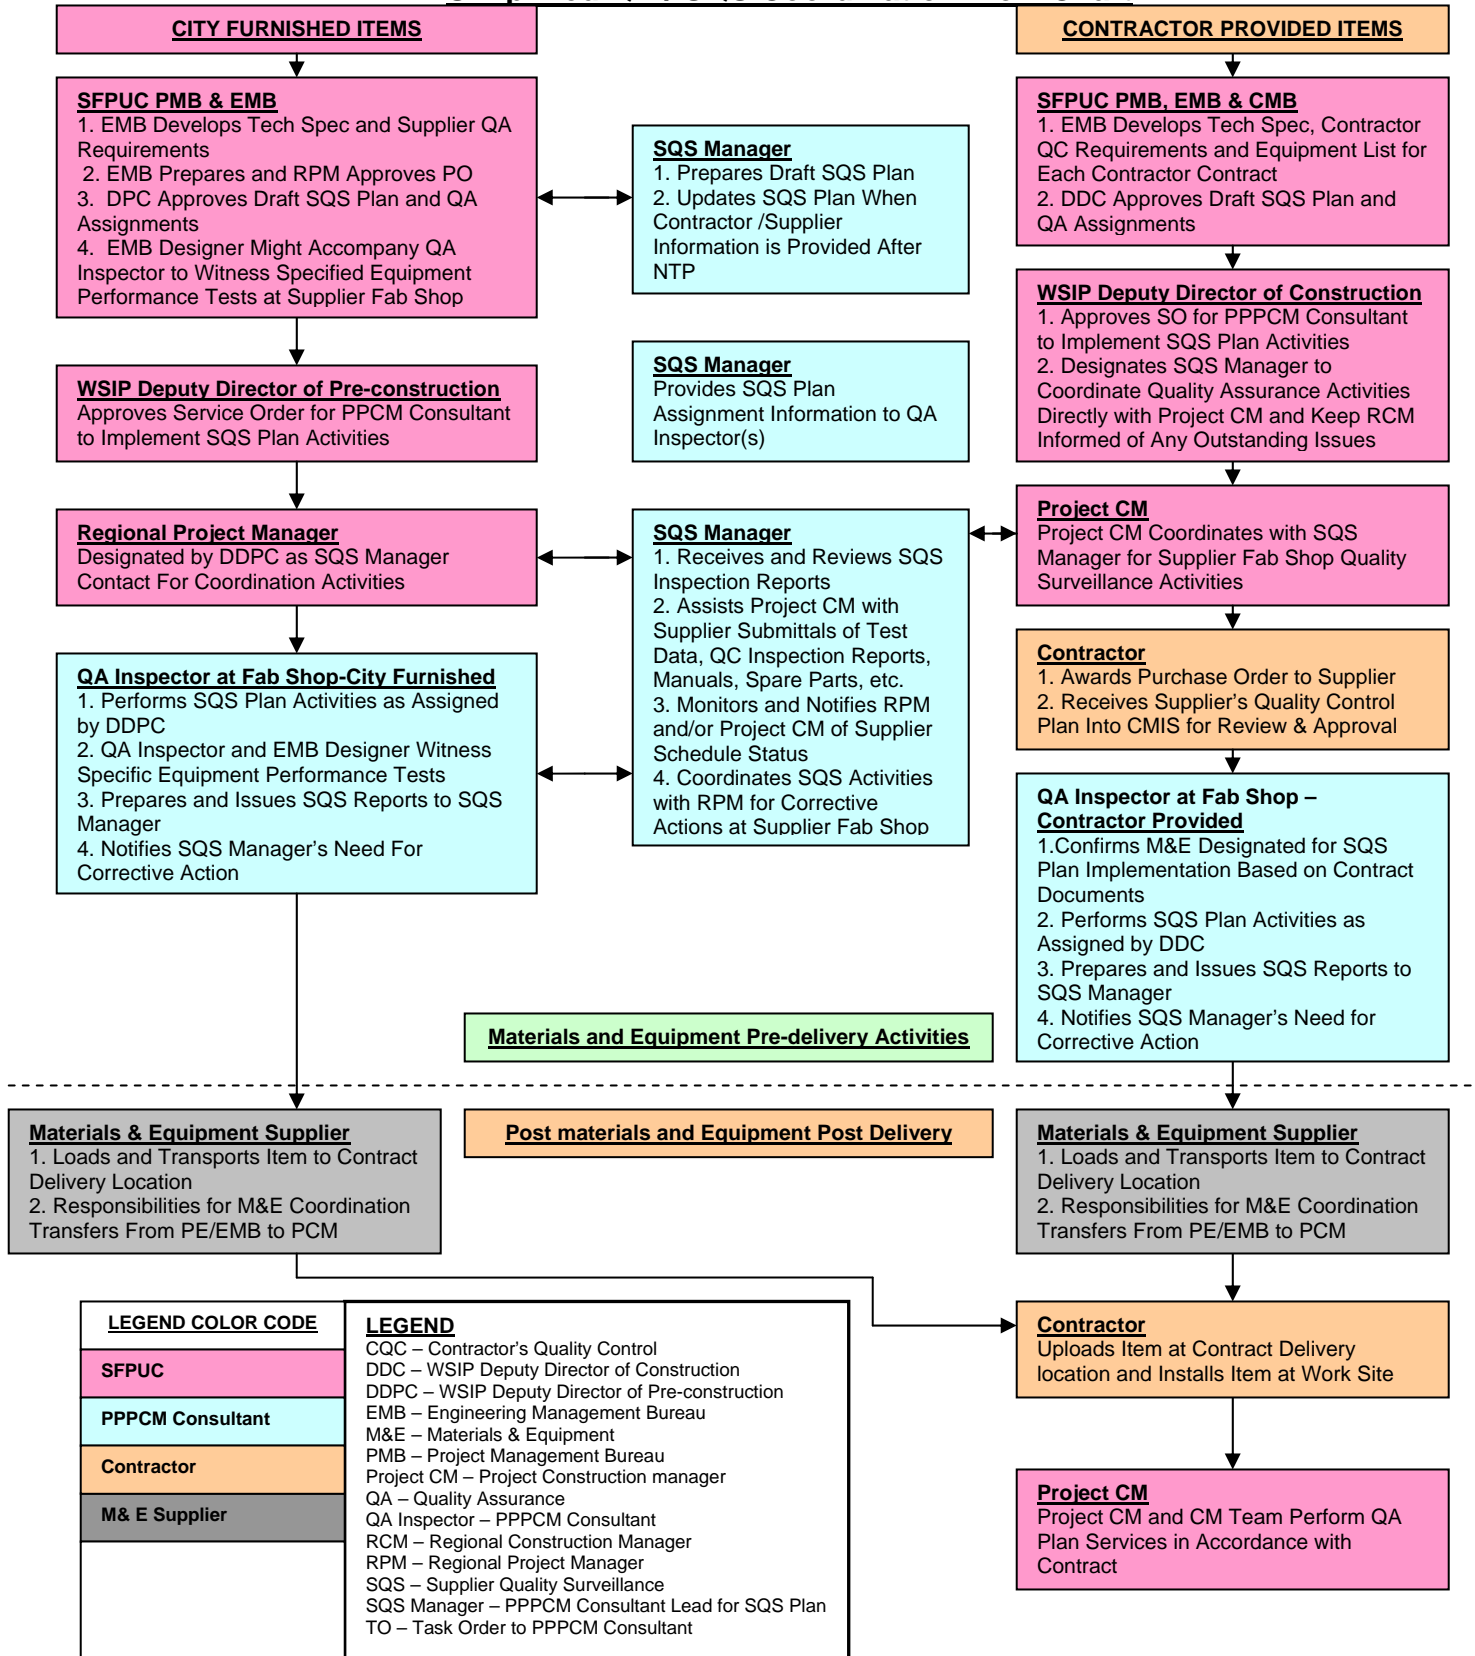 CITY FURNISHED ITEMS
SFPUC PMB & EMB
1. EMB Develops Tech Spec and Supplier QA
Requirements
2. EMB Prepares and RPM Approves PO
3. DPC Approves Draft SQS Plan and QA
Assignments
4. EMB Designer Might Accompany QA
Inspector to Witness Specified Equipment
Performance Tests at Supplier Fab Shop
WSIP Deputy Director of Pre-construction
Approves Service Order for PPCM Consultant
to Implement SQS Plan Activities
Regional Project Manager
Designated by DDPC as SQS Manager
Contact For Coordination Activities
QA Inspector at Fab Shop-City Furnished
1. Performs SQS Plan Activities as Assigned
by DDPC
2. QA Inspector and EMB Designer Witness
Specific Equipment Performance Tests
3. Prepares and Issues SQS Reports to SQS
Manager
4. Notifies SQS Manager's Need For
Corrective Action
SQS Manager
1. Prepares Draft SQS Plan
2. Updates SQS Plan When
Contractor /Supplier
Information is Provided After
NTP
SQS Manager
Provides SQS Plan
Assignment Information to QA
Inspector(s)
SQS Manager
1. Receives and Reviews SQS
Inspection Reports
2. Assists Project CM with
Supplier Submittals of Test
Data, QC Inspection Reports,
Manuals, Spare Parts, etc.
3. Monitors and Notifies RPM
and/or Project CM of Supplier
Schedule Status
4. Coordinates SQS Activities
with RPM for Corrective
Actions at Supplier Fab Shop
CONTRACTOR PROVIDED ITEMS
SFPUC PMB, EMB & CMB
1. EMB Develops Tech Spec, Contractor
QC Requirements and Equipment List for
Each Contractor Contract
2. DDC Approves Draft SQS Plan and
QA Assignments
WSIP Deputy Director of Construction
1. Approves SO for PPPCM Consultant
to Implement SQS Plan Activities
2. Designates SQS Manager to
Coordinate Quality Assurance Activities
Directly with Project CM and Keep RCM
Informed of Any Outstanding Issues
Project CM
Project CM Coordinates with SQS
Manager for Supplier Fab Shop Quality
Surveillance Activities
Contractor
1. Awards Purchase Order to Supplier
2. Receives Supplier's Quality Control
Plan Into CMIS for Review & Approval
QA Inspector at Fab Shop –
Contractor Provided
1.Confirms M&E Designated for SQS
Plan Implementation Based on Contract
Documents
2. Performs SQS Plan Activities as
Assigned by DDC
3. Prepares and Issues SQS Reports to
SQS Manager
4. Notifies SQS Manager's Need for
Corrective Action
Materials and Equipment Pre-delivery Activities
Post materials and Equipment Post Delivery
Materials & Equipment Supplier
1. Loads and Transports Item to Contract
Delivery Location
2. Responsibilities for M&E Coordination
Transfers From PE/EMB to PCM
Materials & Equipment Supplier
1. Loads and Transports Item to Contract
Delivery Location
2. Responsibilities for M&E Coordination
Transfers From PE/EMB to PCM
Contractor
Uploads Item at Contract Delivery
location and Installs Item at Work Site
Project CM
Project CM and CM Team Perform QA
Plan Services in Accordance with
Contract
LEGEND COLOR CODE
SFPUC
PPPCM Consultant
Contractor
M& E Supplier
LEGEND
CQC – Contractor's Quality Control
DDC – WSIP Deputy Director of Construction
DDPC – WSIP Deputy Director of Pre-construction
EMB – Engineering Management Bureau
M&E – Materials & Equipment
PMB – Project Management Bureau
Project CM – Project Construction manager
QA – Quality Assurance
QA Inspector – PPPCM Consultant
RCM – Regional Construction Manager
RPM – Regional Project Manager
SQS – Supplier Quality Surveillance
SQS Manager – PPPCM Consultant Lead for SQS Plan
TO – Task Order to PPPCM Consultant